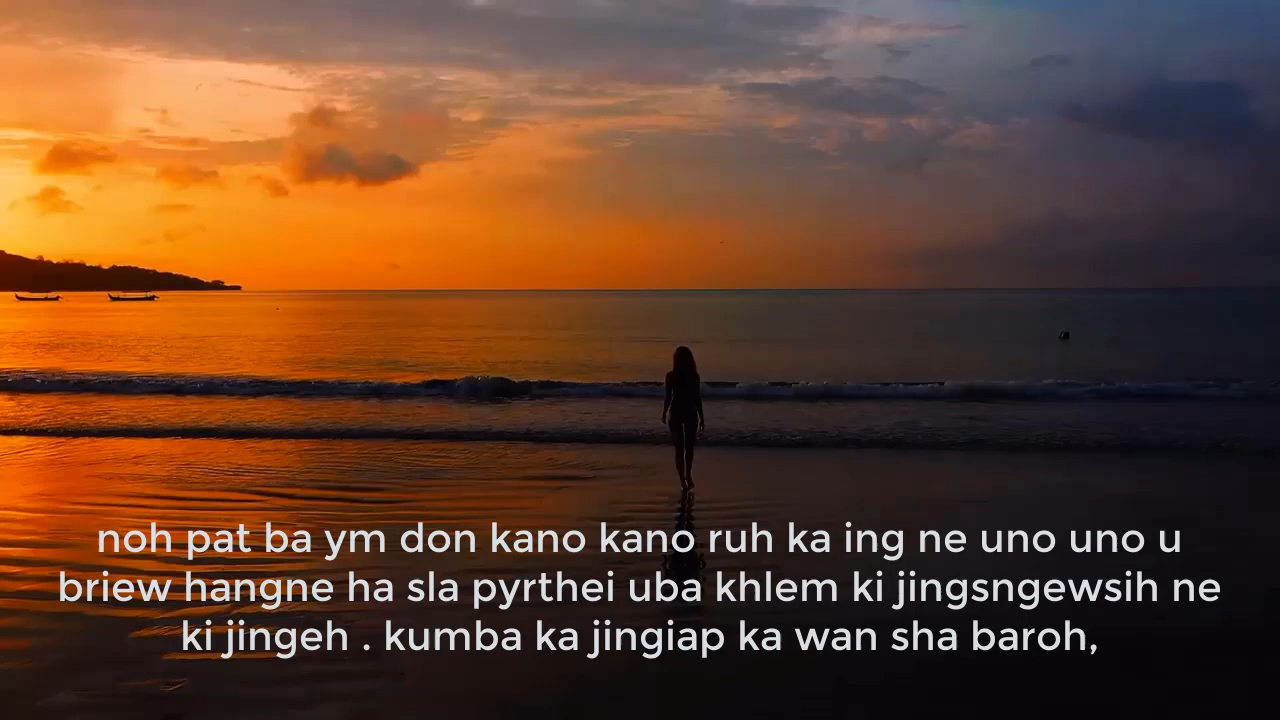 noh pat ba ym don kano kano ruh ka ing ne uno uno u
briew hangne ha sla pyrthei uba khlem ki jingsngewsih ne
ki jingeh . kumba ka jingiap ka wan sha baroh,